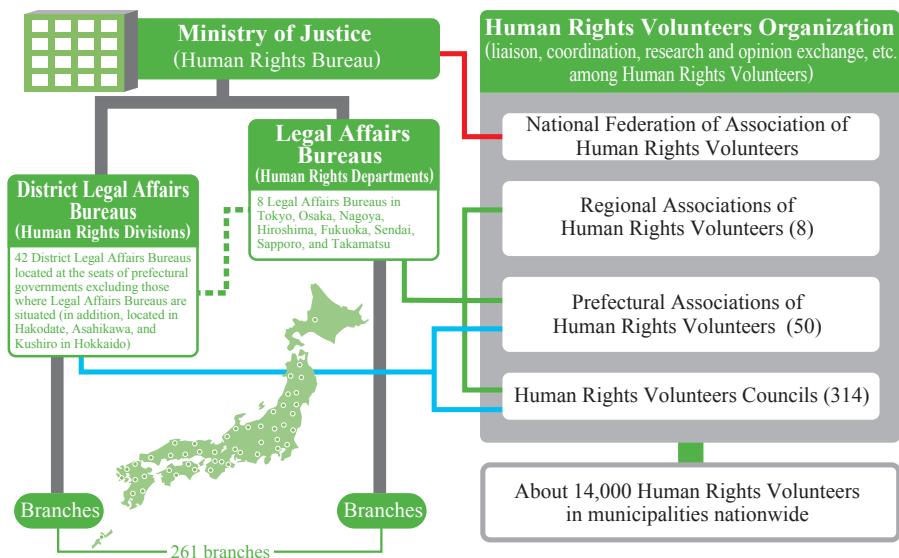 Ministry of Justice
(Human Rights Bureau)
Legal Affairs
Bureaus
(Human Rights Departments)
8 Legal Affairs Bureaus in
Tokyo, Osaka, Nagoya,
Hiroshima, Fukuoka, Sendai,
Sapporo, and Takamatsu
District Legal Affairs
Bureaus
(Human Rights Divisions)
42 District Legal Affairs Bureaus
located at the seats of prefectural
governments excluding those
where Legal Affairs Bureaus are
situated (in addition, located in
Hakodate, Asahikawa, and
Kushiro in Hokkaido)
Branches
Branches
261 branches
Human Rights Volunteers Organization
(liaison, coordination, research and opinion exchange, etc.
among Human Rights Volunteers)
National Federation of Association of
Human Rights Volunteers
Regional Associations of
Human Rights Volunteers (8)
Prefectural Associations of
Human Rights Volunteers (50)
Human Rights Volunteers Councils (314)
About 14,000 Human Rights Volunteers
in municipalities nationwide